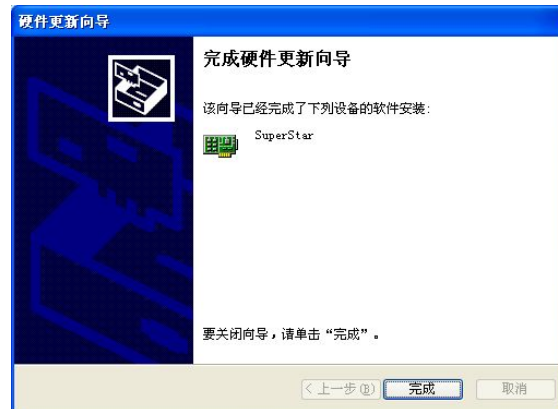 硬件更新向导
完成硬件更新向导
该向导已经完成了下列设备的软件安装:
SuperStar
要关闭向导，请单击“完成”。
< 上一步(B) 完成 取消